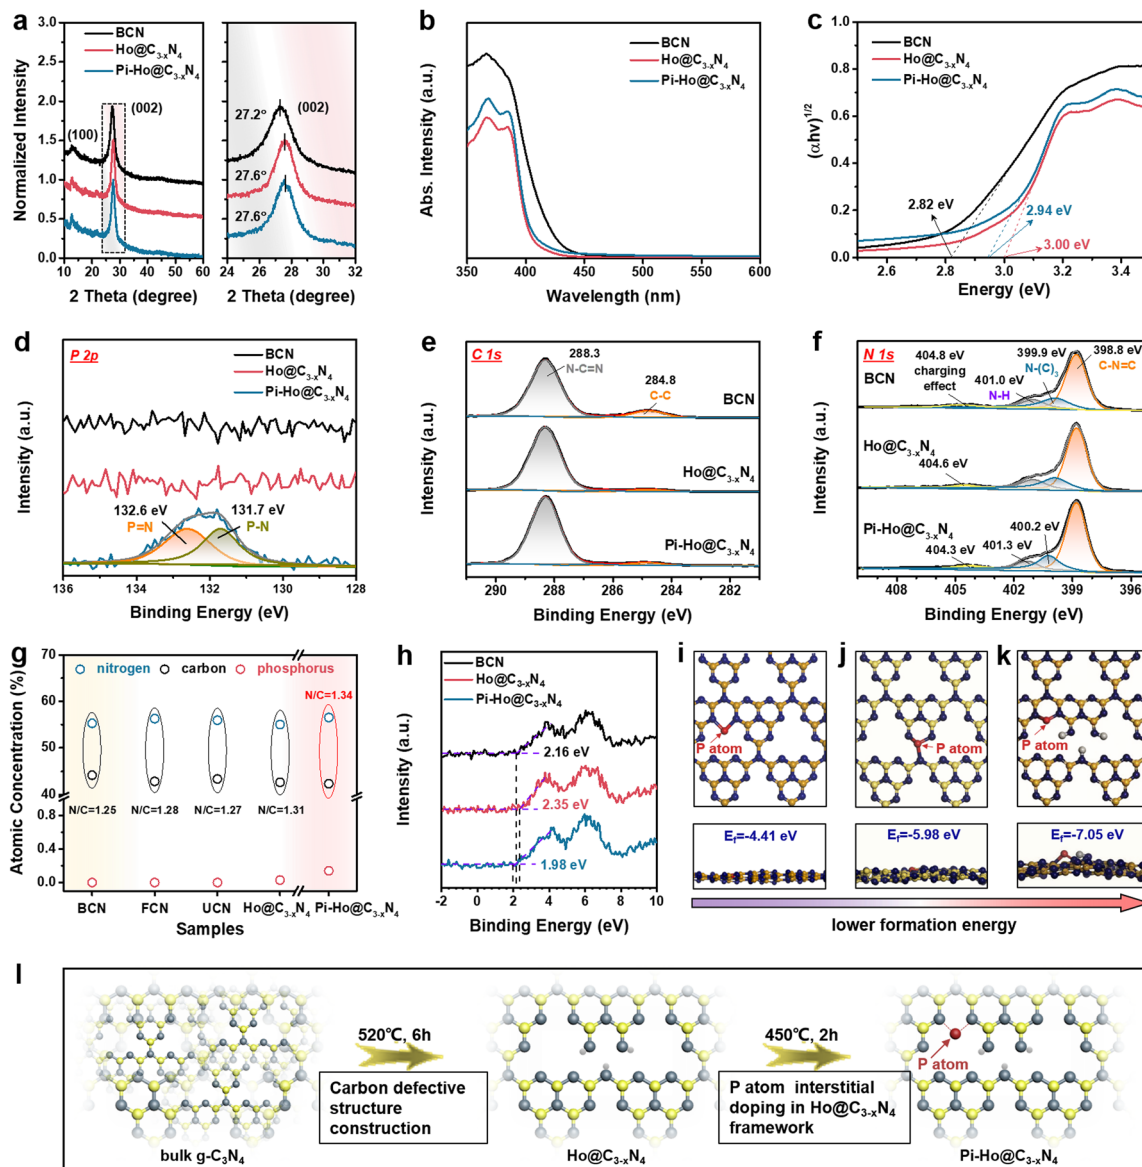 a
3.0
2.5
2.0
1.5
1.0
0.5
0.0
Normalized Intensity
BCN
Ho@C3-xN4
Pi-Ho@C3-xN4
(100)
(002)
10 20 30 40 50 60
2 Theta (degree)
27.2°
(002)
27.6°
27.6°
24 26 28 30 32
2 Theta (degree)
b
Abs. Intensity (a.u.)
BCN
Ho@C3-xN4
Pi-Ho@C3-xN4
350 400 450 500 550 600
Wavelength (nm)
c
(αhv)1/2
1.0
0.8
0.6
0.4
0.2
0.0
BCN
Ho@C3-xN4
Pi-Ho@C3-xN4
2.82 eV
2.94 eV
3.00 eV
2.6 2.8 3.0 3.2 3.4
Energy (eV)
d
P 2p
BCN
Ho@C3-xN4
Pi-Ho@C3-xN4
Intensity (a.u.)
132.6 eV
P=N
131.7 eV
P-N
136 134 132 130 128
Binding Energy (eV)
e
C 1s
288.3
N-C=N
284.8
C-C
BCN
Ho@C3-xN4
Pi-Ho@C3-xN4
Intensity (a.u.)
290 288 286 284 282
Binding Energy (eV)
f
N 1s
BCN
404.8 eV
charging
effect
399.9 eV
N-(C)3
401.0 eV
N-H
398.8 eV
C-N=C
Ho@C3-xN4
404.6 eV
Pi-Ho@C3-xN4
404.3 eV
401.3 eV
400.2 eV
Intensity (a.u.)
408 405 402 399 396
Binding Energy (eV)
g
Atomic Concentration (%)
70
65
60
55
50
45
40
0.8
0.4
0.0
nitrogen carbon phosphorus
N/C=1.34
N/C=1.25
N/C=1.28
N/C=1.27
N/C=1.31
BCN FCN UCN Ho@C3-xN4 Pi-Ho@C3-xN4
Samples
h
BCN
Ho@C3-xN4
Pi-Ho@C3-xN4
Intensity (a.u.)
2.16 eV
2.35 eV
1.98 eV
-2 0 2 4 6 8 10
Binding Energy (eV)
i
P atom
Ef=-4.41 eV
j
P atom
Ef=-5.98 eV
k
P atom
Ef=-7.05 eV
lower formation energy
l
bulk g-C3N4
520℃, 6h
Carbon defective
structure
construction
Ho@C3-xN4
450℃, 2h
P atom interstitial
doping in Ho@C3-xN4
framework
P atom
Pi-Ho@C3-xN4